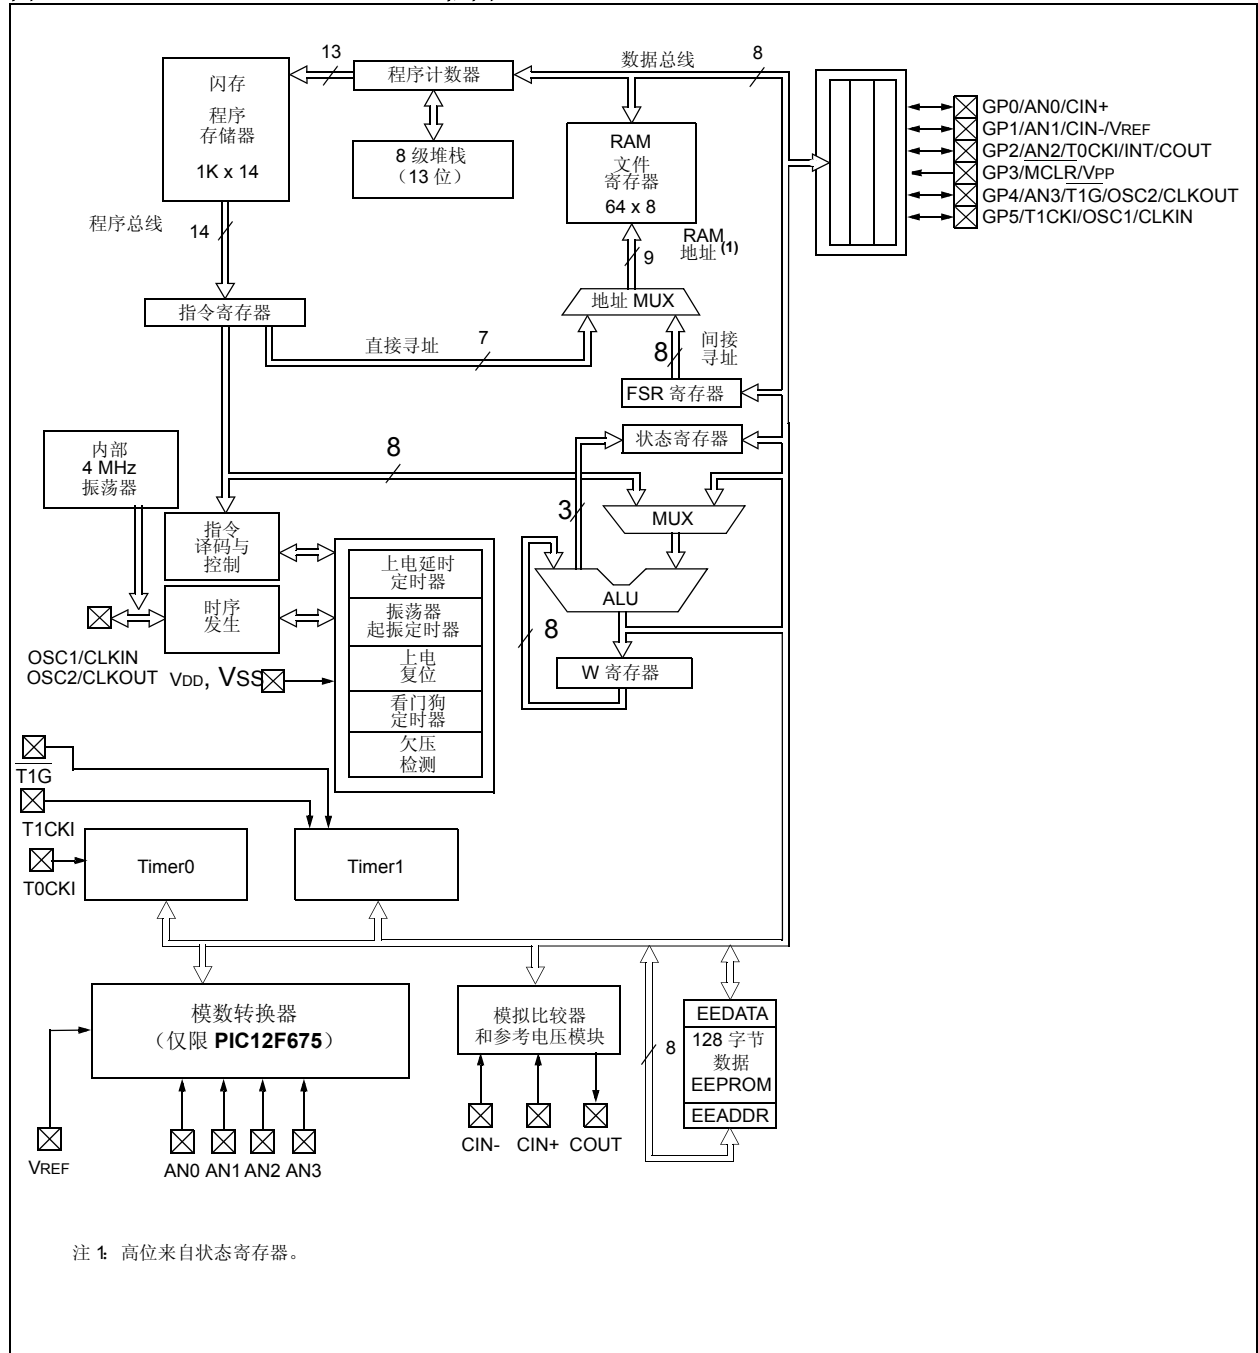 闪存
程序
存储器
1K x 14
13
程序计数器
数据总线
8
8 级堆栈
（13 位）
RAM
文件
寄存器
64 x 8
GP0/AN0/CIN+
GP1/AN1/CIN-/VREF
GP2/AN2/T0CKI/INT/COUT
GP3/MCLR/VPP
GP4/AN3/T1G/OSC2/CLKOUT
GP5/T1CKI/OSC1/CLKIN
程序总线
14
RAM
地址 (1)
9
指令寄存器
地址 MUX
直接寻址
7
8
间接
寻址
FSR 寄存器
状态寄存器
内部
4 MHz
振荡器
8
3
MUX
指令
译码与
控制
上电延时
定时器
ALU
时序
发生
振荡器
起振定时器
8
OSC1/CLKIN
OSC2/CLKOUT
VDD, VSS
上电
复位
W 寄存器
看门狗
定时器
欠压
检测
T1G
T1CKI
T0CKI
Timer0
Timer1
模数转换器
（仅限 PIC12F675）
模拟比较器
和参考电压模块
8
EEDATA
128 字节
数据
EEPROM
EEADDR
VREF
AN0 AN1 AN2 AN3
CIN- CIN+ COUT
注 1: 高位来自状态寄存器。